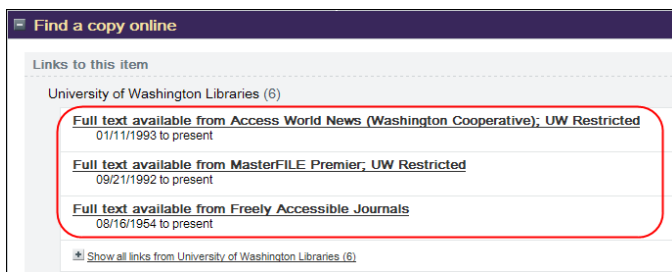 Find a copy online
Links to this item
University of Washington Libraries (6)
Full text available from Access World News (Washington Cooperative); UW Restricted
01/11/1993 to present
Full text available from MasterFILE Premier; UW Restricted
09/21/1992 to present
Full text available from Freely Accessible Journals
08/16/1954 to present
Show all links from University of Washington Libraries (6)